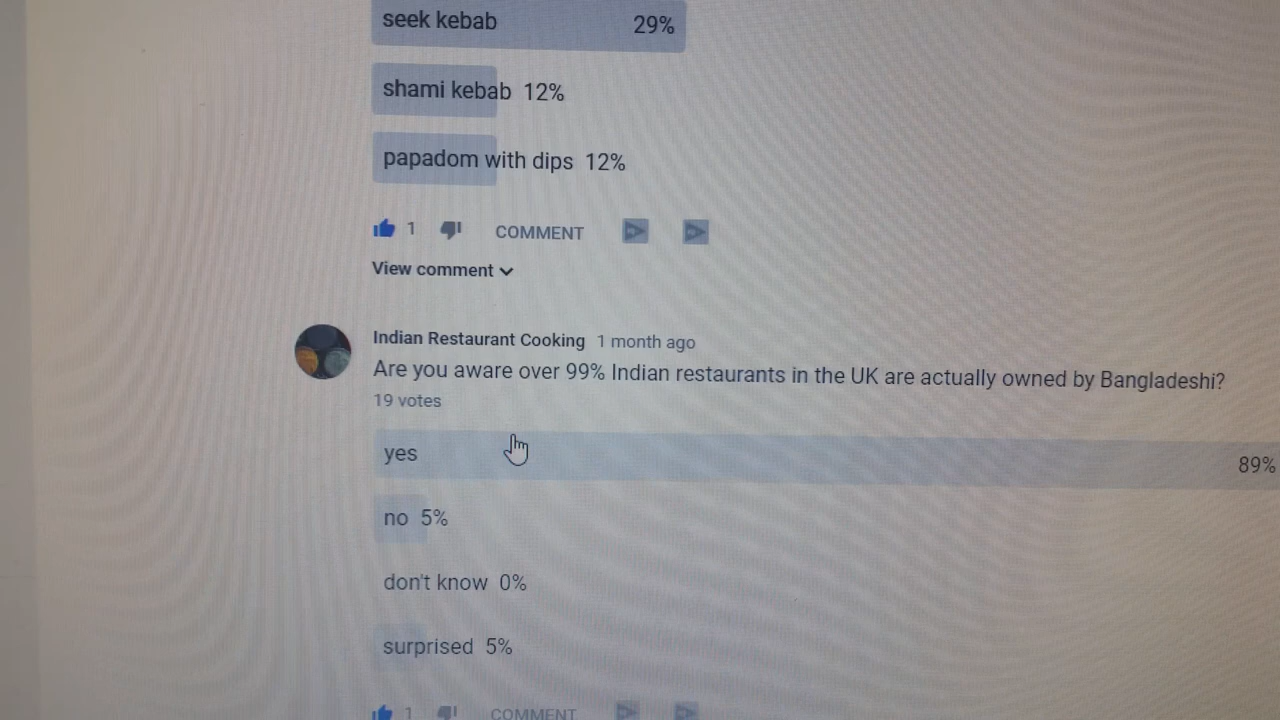 seek kebab 29%
shami kebab 12%
papadom with dips 12%
1 COMMENT
View comment
Indian Restaurant Cooking 1 month ago
Are you aware over 99% Indian restaurants in the UK are actually owned by Bangladeshi?
19 votes
yes 89%
no 5%
don't know 0%
surprised 5%
1 COMMENT